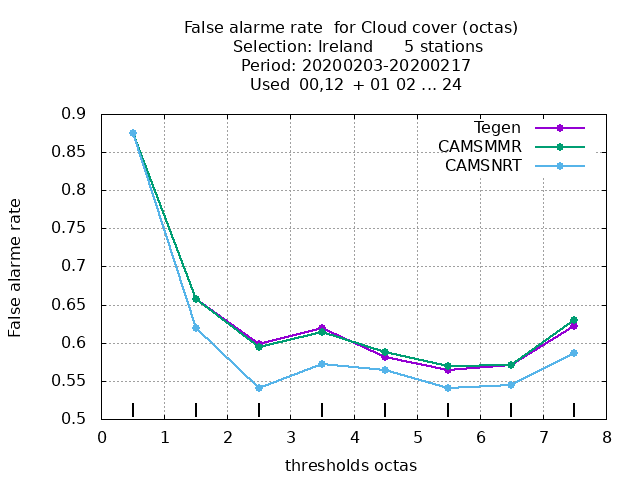 False alarme rate  for Cloud cover (octas)
Selection: Ireland      5 stations
Period: 20200203-20200217
Used  00,12  + 01 02 ... 24
Tegen
CAMSMMR
CAMSNRT
False alarme rate
0.9
0.85
0.8
0.75
0.7
0.65
0.6
0.55
0.5
0 1 2 3 4 5 6 7 8
thresholds octas